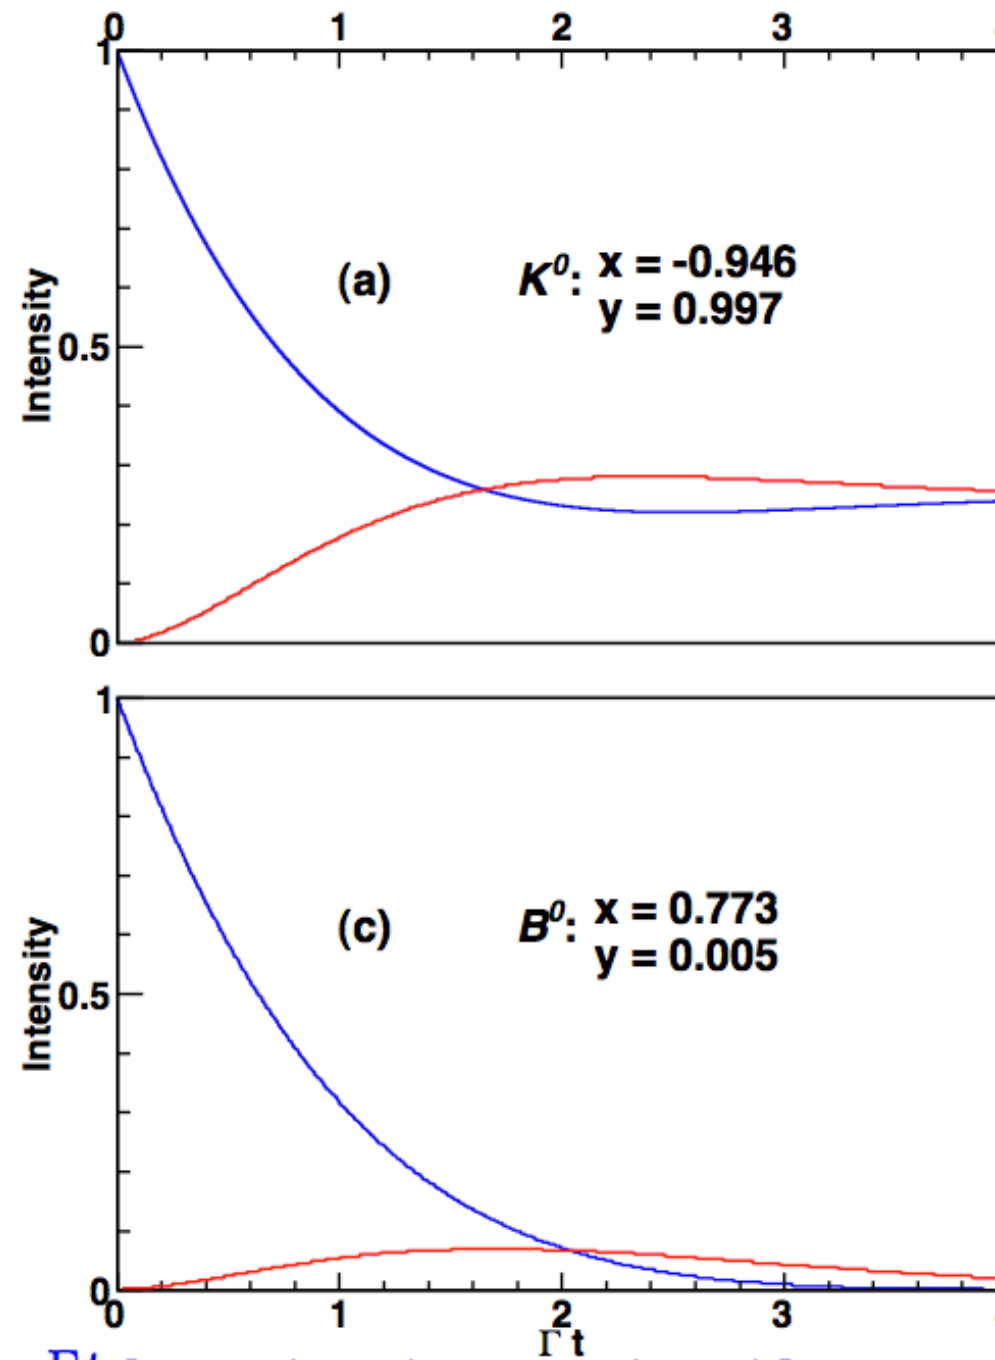 0 1 2 3
1
Intensity
0.5
0
(a)
K⁰: x = -0.946
y = 0.997
1
Intensity
0.5
0
(c)
B⁰: x = 0.773
y = 0.005
0 1 2 3
Γ t